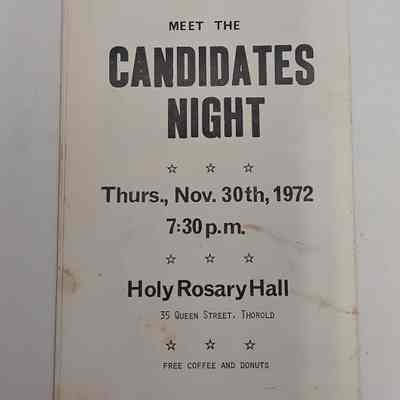 MEET THE
CANDIDATES
NIGHT
☆ ☆ ☆
Thurs., Nov. 30th, 1972
7:30 p.m.
☆ ☆ ☆
Holy Rosary Hall
35 QUEEN STREET, THOROLD
☆ ☆ ☆
FREE COFFEE AND DONUTS